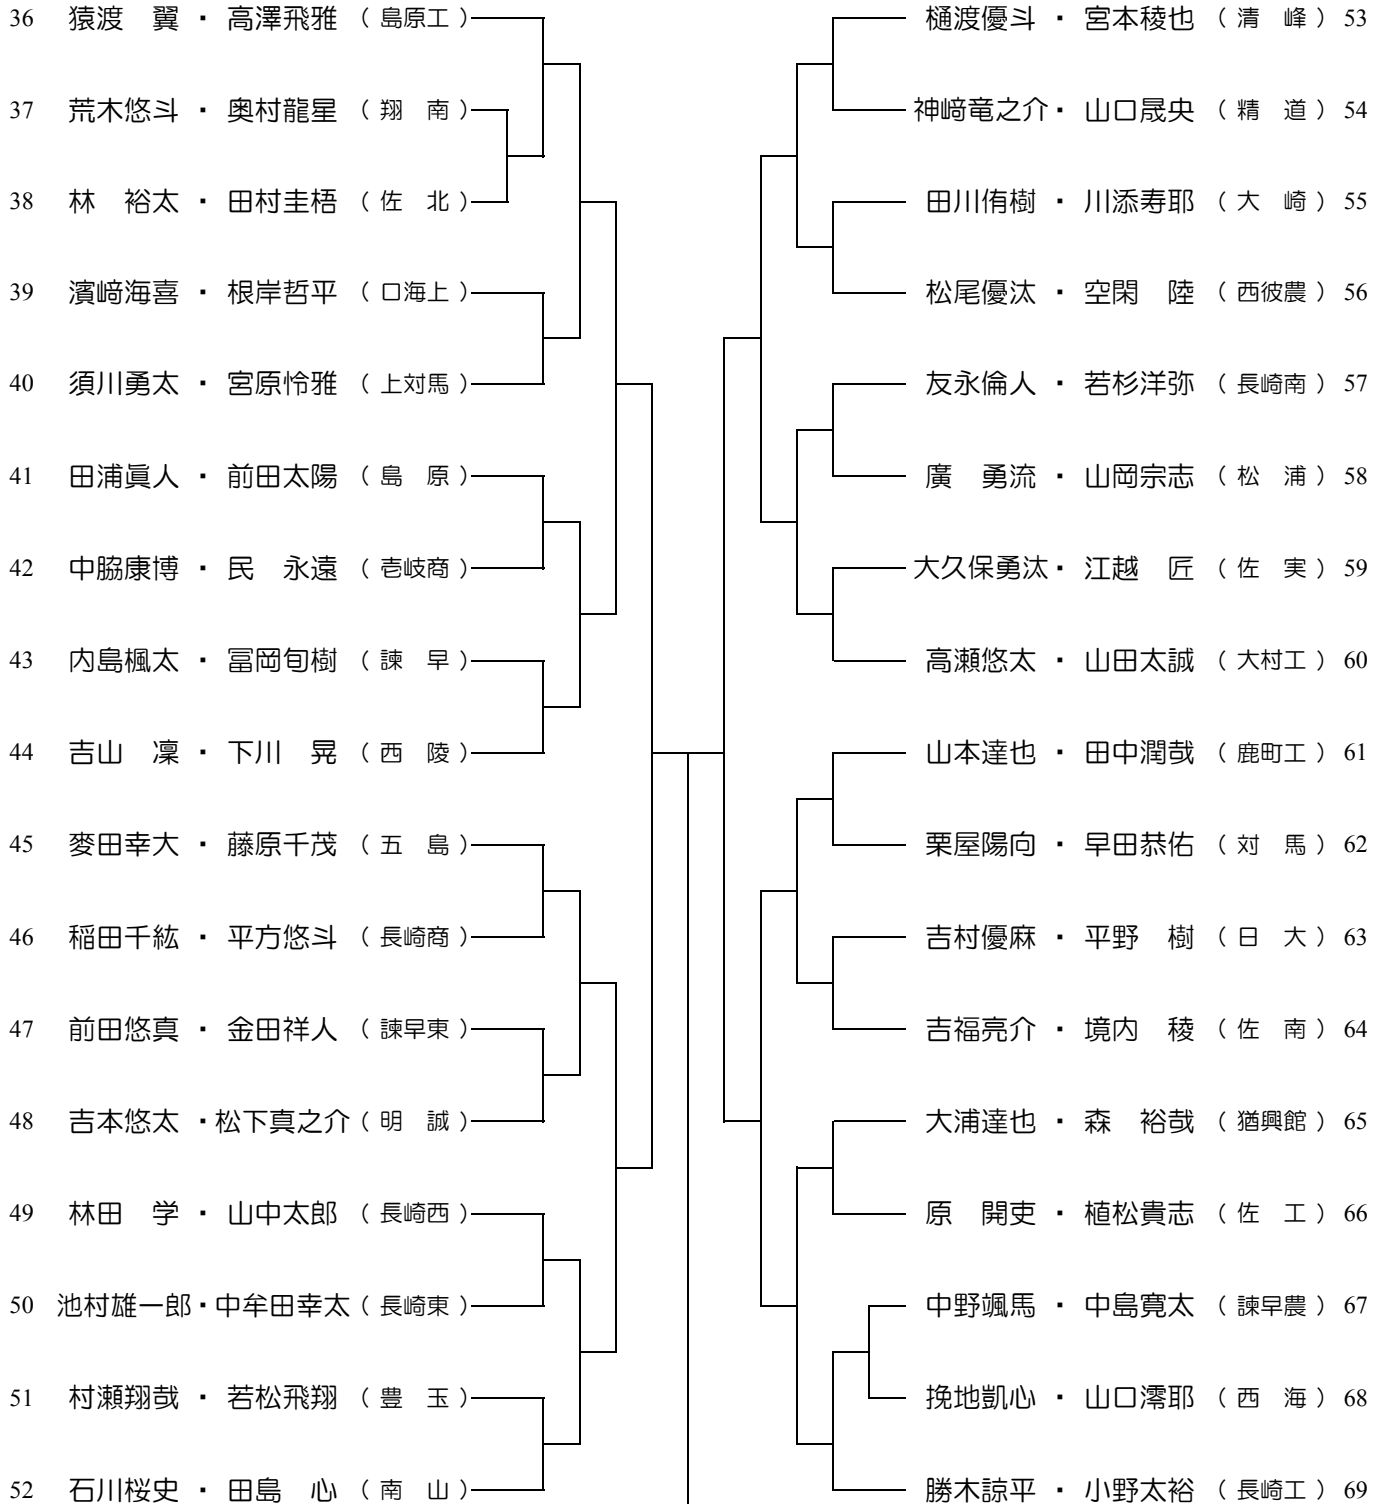 36 猿渡　翼 ・ 高澤飛雅 （ 島原工 ）
37 荒木悠斗 ・ 奥村龍星 （ 翔　南 ）
38 林　裕太 ・ 田村圭梧 （ 佐　北 ）
39 濱﨑海喜 ・ 根岸哲平 （ 口海上 ）
40 須川勇太 ・ 宮原怜雅 （ 上対馬 ）
41 田浦眞人 ・ 前田太陽 （ 島　原 ）
42 中脇康博 ・ 民　永遠 （ 壱岐商 ）
43 内島楓太 ・ 冨岡旬樹 （ 諫　早 ）
44 吉山　凜 ・ 下川　晃 （ 西　陵 ）
45 麥田幸大 ・ 藤原千茂 （ 五　島 ）
46 稲田千紘 ・ 平方悠斗 （ 長崎商 ）
47 前田悠真 ・ 金田祥人 （ 諫早東 ）
48 吉本悠太 ・松下真之介 （ 明　誠 ）
49 林田　学 ・ 山中太郎 （ 長崎西 ）
50 池村雄一郎・中牟田幸太 （ 長崎東 ）
51 村瀬翔哉 ・ 若松飛翔 （ 豊　玉 ）
52 石川桜史 ・ 田島　心 （ 南　山 ）
樋渡優斗 ・ 宮本稜也 （ 清　峰 ） 53
神﨑竜之介・ 山口晟央 （ 精　道 ） 54
田川侑樹 ・ 川添寿耶 （ 大　崎 ） 55
松尾優汰 ・ 空閑　陸 （ 西彼農 ） 56
友永倫人 ・ 若杉洋弥 （ 長崎南 ） 57
廣　勇流 ・ 山岡宗志 （ 松　浦 ） 58
大久保勇汰・ 江越　匠 （ 佐　実 ） 59
高瀬悠太 ・ 山田太誠 （ 大村工 ） 60
山本達也 ・ 田中潤哉 （ 鹿町工 ） 61
栗屋陽向 ・ 早田恭佑 （ 対　馬 ） 62
吉村優麻 ・ 平野　樹 （ 日　大 ） 63
吉福亮介 ・ 境内　稜 （ 佐　南 ） 64
大浦達也 ・ 森　裕哉 （ 猶興館 ） 65
原　開吏 ・ 植松貴志 （ 佐　工 ） 66
中野颯馬 ・ 中島寛太 （ 諫早農 ） 67
挽地凱心 ・ 山口澪耶 （ 西　海 ） 68
勝木諒平 ・ 小野太裕 （ 長崎工 ） 69